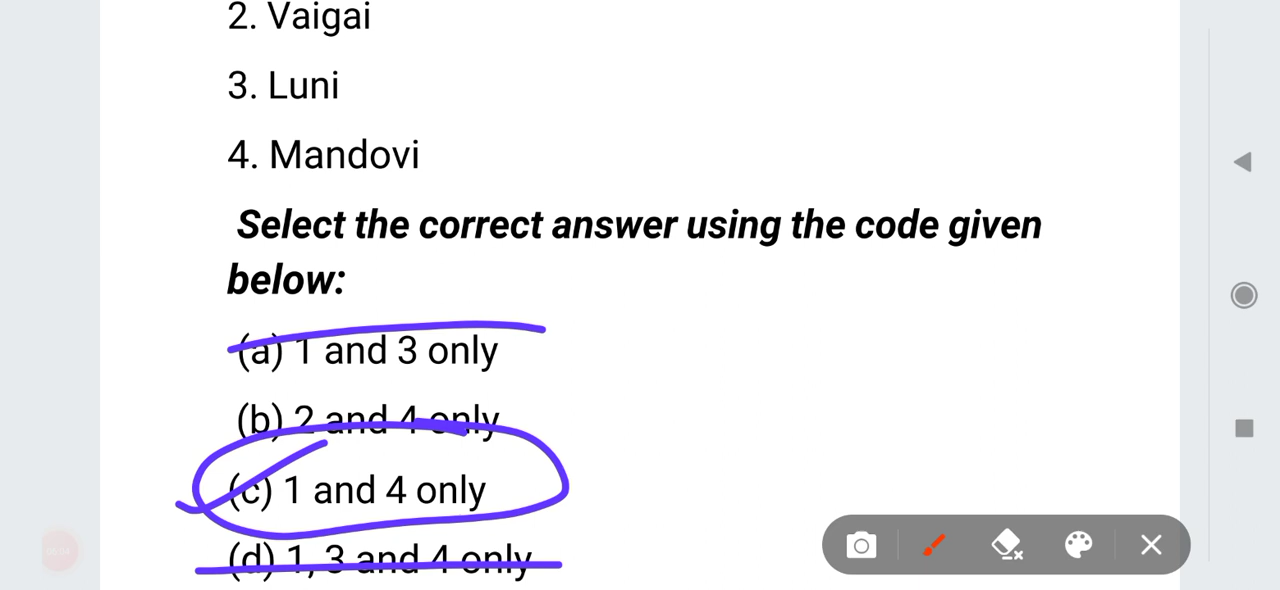 2. Vaigai
3. Luni
4. Mandovi
Select the correct answer using the code given
below:
(a) 1 and 3 only
(b) 2 and 4 only
(c) 1 and 4 only
(d) 1, 3 and 4 only